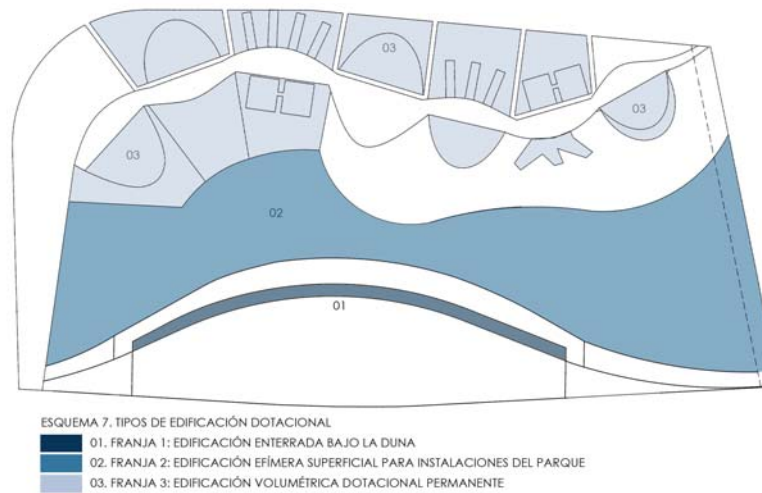 03
03
03
03
02
01
ESQUEMA 7. TIPOS DE EDIFICACIÓN DOTACIONAL
01. FRANJA 1: EDIFICACIÓN ENTERRADA BAJO LA DUNA
02. FRANJA 2: EDIFICACIÓN EFÍMERA SUPERFICIAL PARA INSTALACIONES DEL PARQUE
03. FRANJA 3: EDIFICACIÓN VOLUMÉTRICA DOTACIONAL PERMANENTE